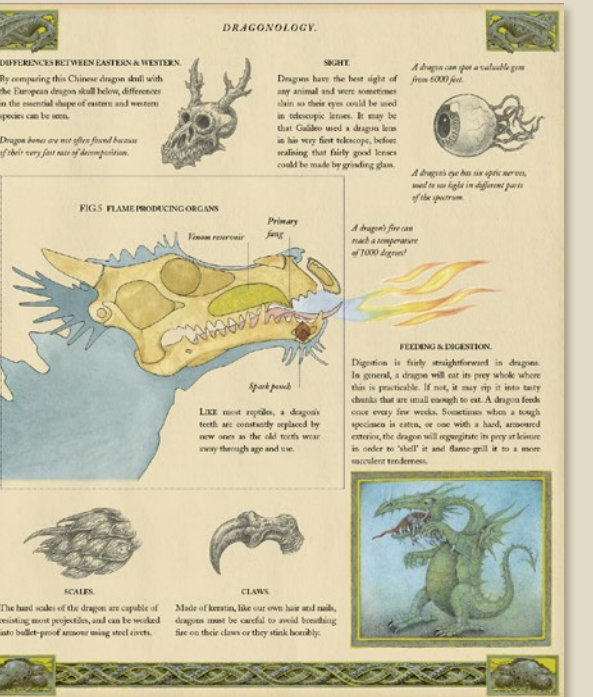 DRAGONOLOGY.
DIFFERENCES BETWEEN EASTERN & WESTERN.
By comparing this Chinese dragon skull with
the European dragon skull below, differences
in the essential shape of eastern and western
species can be seen.
Dragon bones are not often found because
of their very fast rate of decomposition.
SIGHT.
Dragons have the best sight of
any animal and were sometimes
slain so their eyes could be used
in telescopic lenses. It may be
that Galileo used a dragon lens
in his very first telescope, before
realising that fairly good lenses
could be made by grinding glass.
A dragon can spot a valuable gem
from 6000 feet.
A dragon's eye has six optic nerves,
used to see light in different parts
of the spectrum.
FIG.5 FLAME PRODUCING ORGANS
Venom reservoir
Primary
fang
Spark pouch
LIKE most reptiles, a dragon's
teeth are constantly replaced by
new ones as the old teeth wear
away through age and use.
A dragon's fire can
reach a temperature
of 1000 degrees!
FEEDING & DIGESTION.
Digestion is fairly straightforward in dragons.
In general, a dragon will eat its prey whole where
this is practicable. If not, it may rip it into tasty
chunks that are small enough to eat. A dragon feeds
once every few weeks. Sometimes when a tough
specimen is eaten, or one with a hard, armoured
exterior, the dragon will regurgitate its prey at leisure
in order to 'shell' it and flame-grill it to a more
succulent tenderness.
SCALES.
The hard scales of the dragon are capable of
resisting most projectiles, and can be worked
into bullet-proof armour using steel rivets.
CLAWS.
Made of keratin, like our own hair and nails,
dragons must be careful to avoid breathing
fire on their claws or they stink horribly.